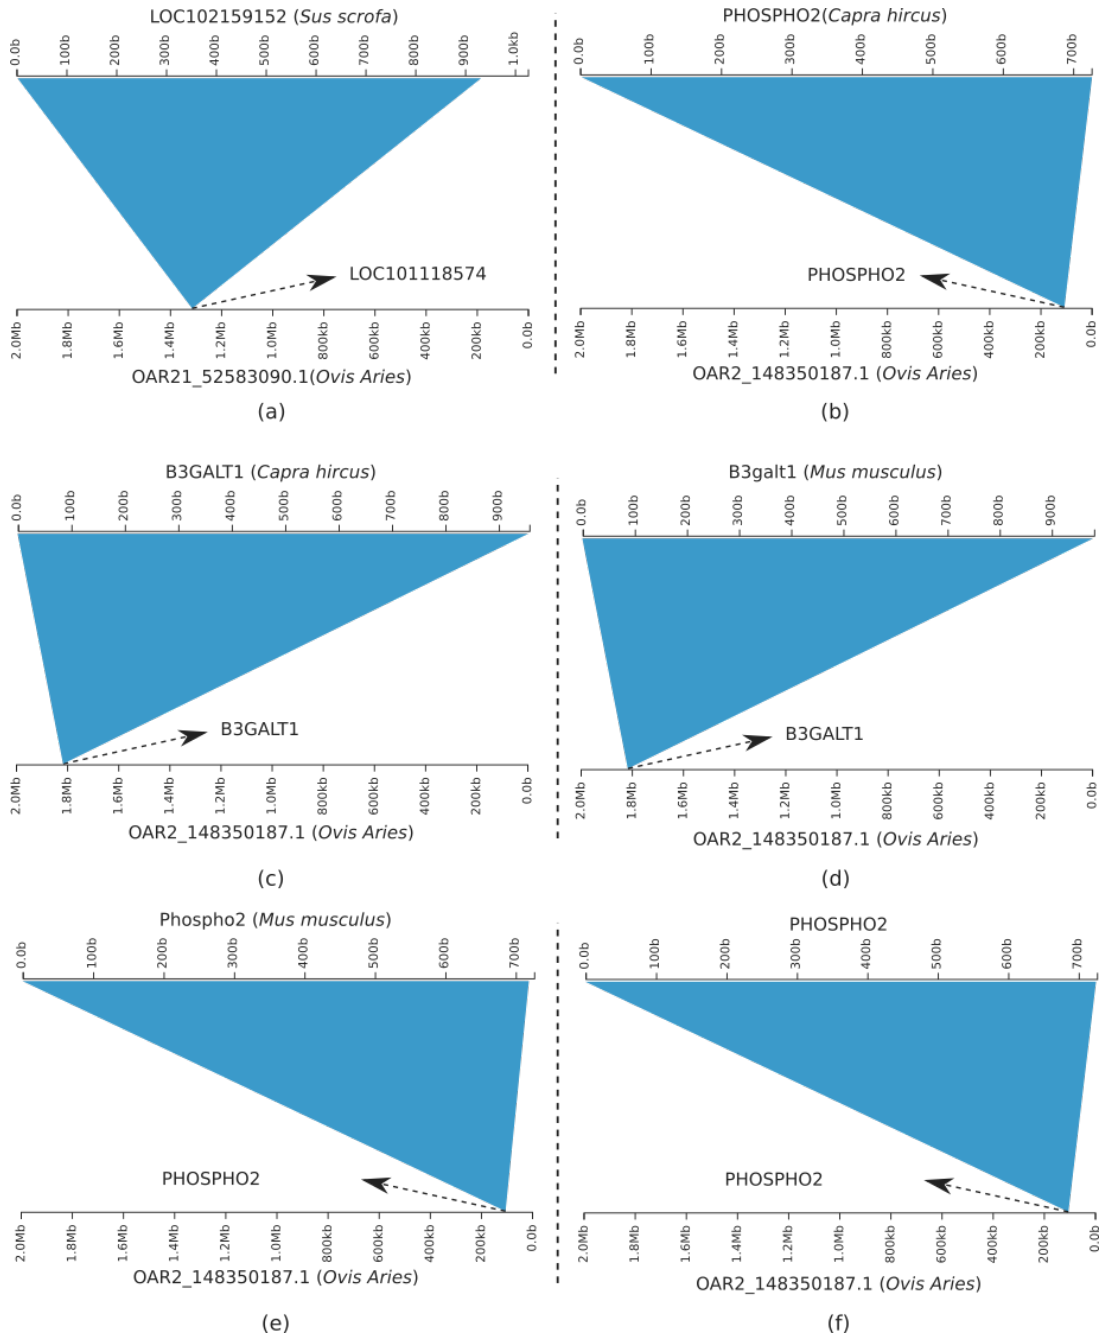 LOC102159152 (Sus scrofa)
0.0b 100b 200b 300b 400b 500b 600b 700b 800b 900b 1.0kb
LOC101118574
2.0Mb 1.8Mb 1.6Mb 1.4Mb 1.2Mb 1.0Mb 800kb 600kb 400kb 200kb 0.0b
OAR21_52583090.1(Ovis Aries)
(a)
PHOSPHO2(Capra hircus)
0.0b 100b 200b 300b 400b 500b 600b 700b
PHOSPHO2
2.0Mb 1.8Mb 1.6Mb 1.4Mb 1.2Mb 1.0Mb 800kb 600kb 400kb 200kb 0.0b
OAR2_148350187.1 (Ovis Aries)
(b)
B3GALT1 (Capra hircus)
0.0b 100b 200b 300b 400b 500b 600b 700b 800b 900b
B3GALT1
2.0Mb 1.8Mb 1.6Mb 1.4Mb 1.2Mb 1.0Mb 800kb 600kb 400kb 200kb 0.0b
OAR2_148350187.1 (Ovis Aries)
(c)
B3galt1 (Mus musculus)
0.0b 100b 200b 300b 400b 500b 600b 700b 800b 900b
B3GALT1
2.0Mb 1.8Mb 1.6Mb 1.4Mb 1.2Mb 1.0Mb 800kb 600kb 400kb 200kb 0.0b
OAR2_148350187.1 (Ovis Aries)
(d)
Phospho2 (Mus musculus)
0.0b 100b 200b 300b 400b 500b 600b 700b
PHOSPHO2
2.0Mb 1.8Mb 1.6Mb 1.4Mb 1.2Mb 1.0Mb 800kb 600kb 400kb 200kb 0.0b
OAR2_148350187.1 (Ovis Aries)
(e)
PHOSPHO2
0.0b 100b 200b 300b 400b 500b 600b 700b
PHOSPHO2
2.0Mb 1.8Mb 1.6Mb 1.4Mb 1.2Mb 1.0Mb 800kb 600kb 400kb 200kb 0.0b
OAR2_148350187.1 (Ovis Aries)
(f)